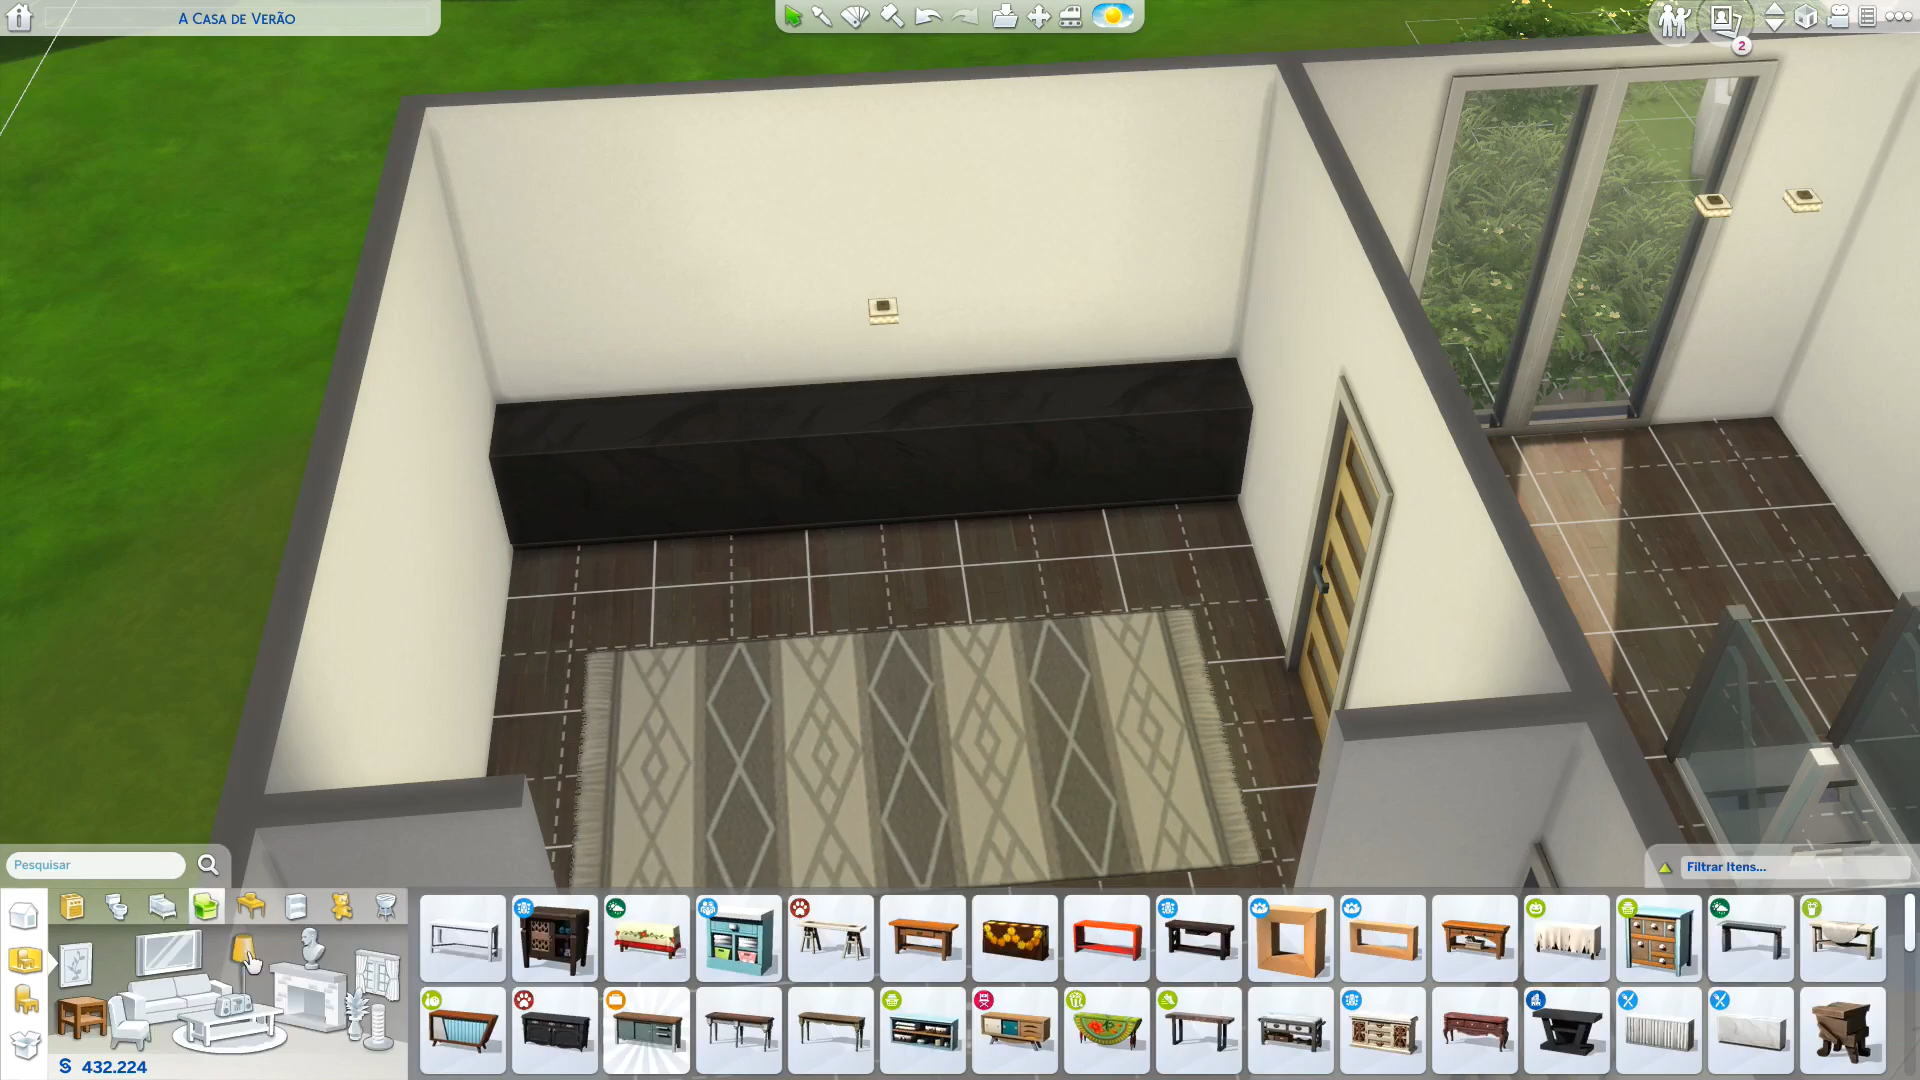 A Casa de Verão
2
Pesquisar
Filtrar Itens...
432.224